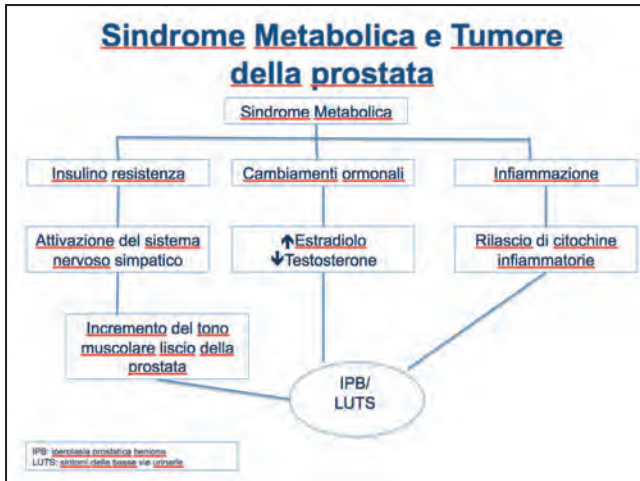 Sindrome Metabolica e Tumore
della prostata
Sindrome Metabolica
Insulino resistenza
Cambiamenti ormonali
Infiammazione
Attivazione del sistema
nervoso simpatico
↑Estradiolo
↓Testosterone
Rilascio di citochine
infiammatorie
Incremento del tono
muscolare liscio della
prostata
IPB/
LUTS
IPB: iperplasia prostatica benigna
LUTS: sintomi delle basse vie urinarie